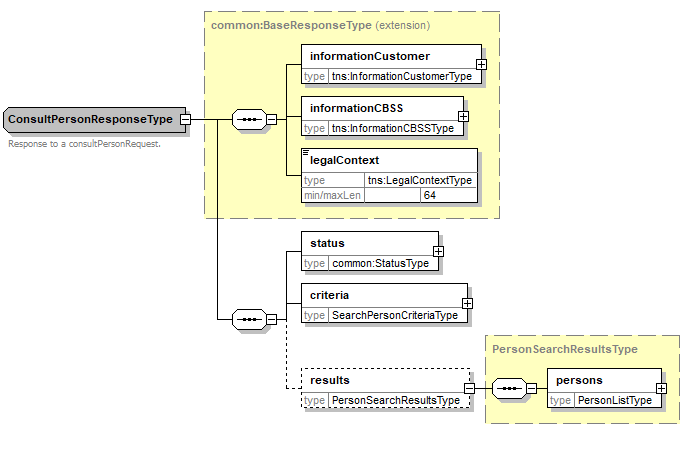 common:BaseResponseType (extension)
informationCustomer
type tns:InformationCustomerType
informationCBSS
type tns:InformationCBSSType
legalContext
type tns:LegalContextType
min/maxLen 64
ConsultPersonResponseType
Response to a consultPersonRequest.
status
type common:StatusType
criteria
type SearchPersonCriteriaType
results
type PersonSearchResultsType
PersonSearchResultsType
persons
type PersonListType